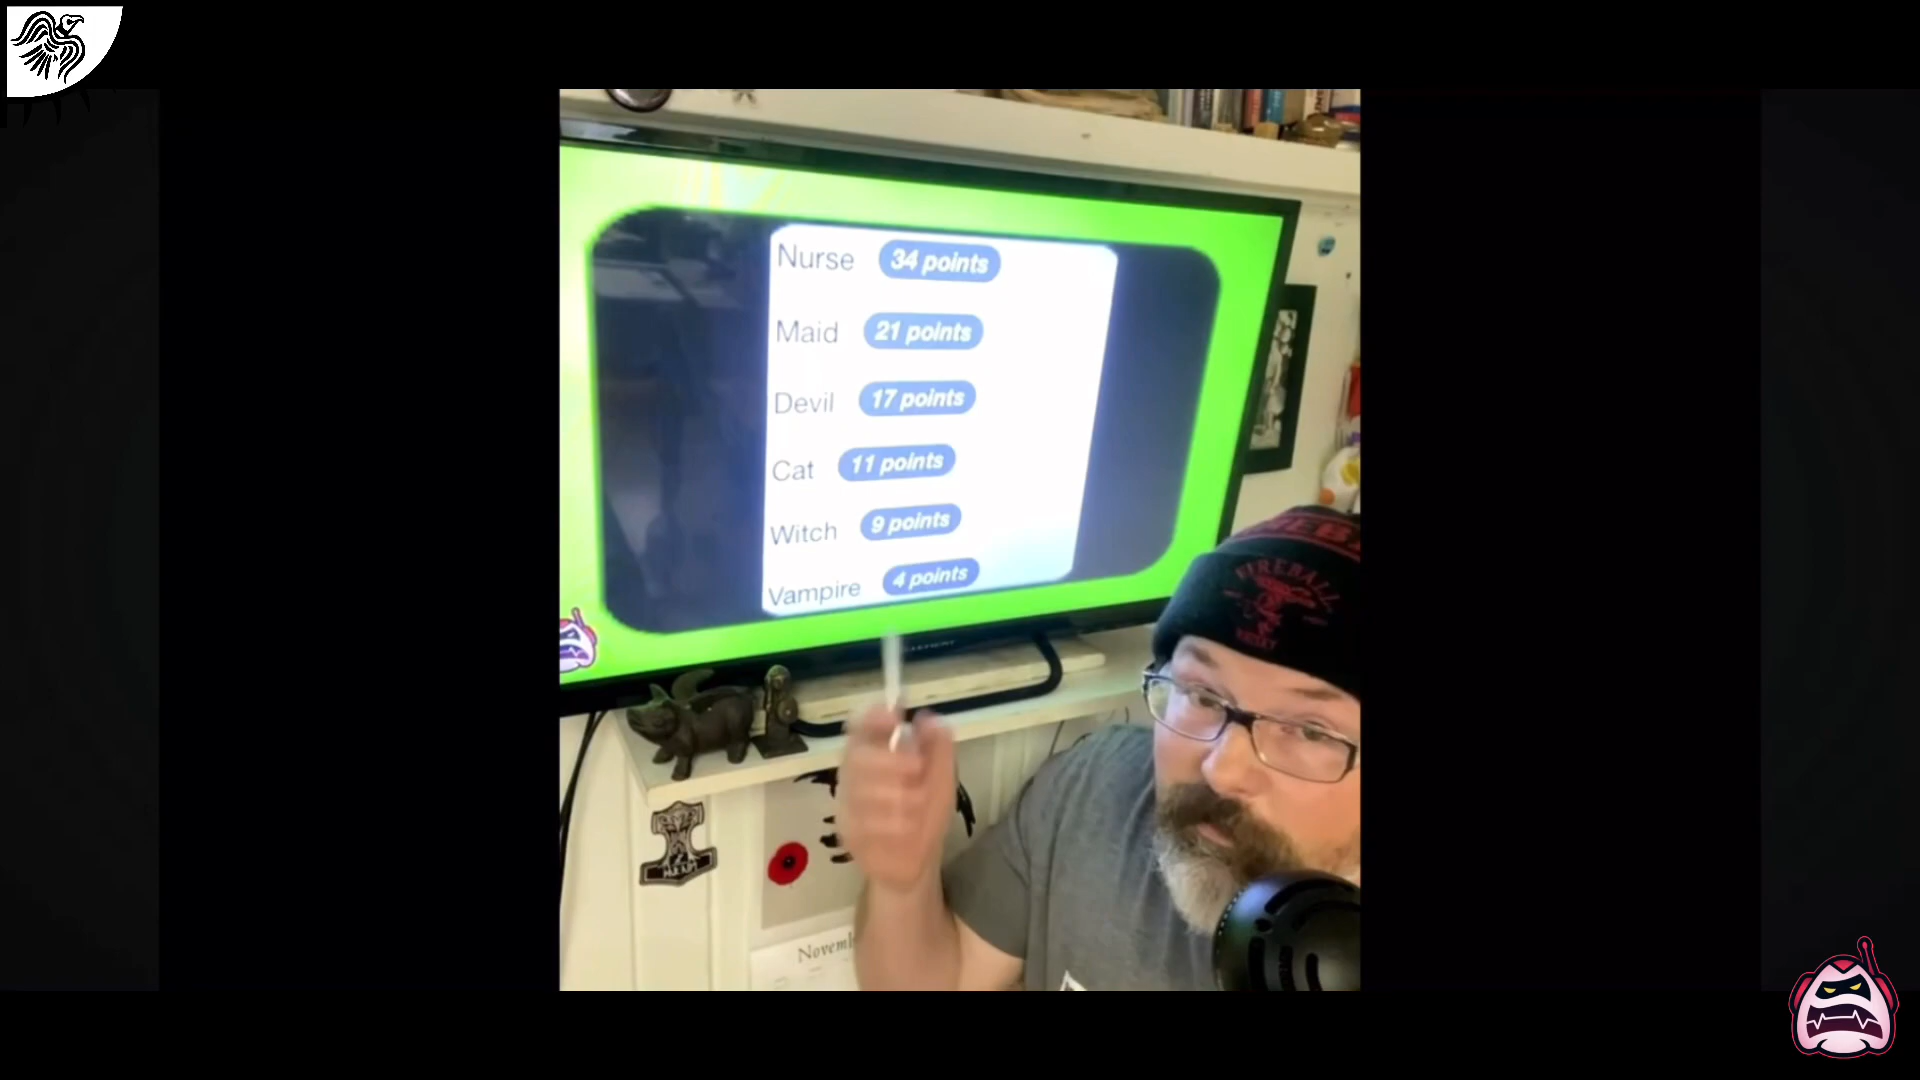 Nurse 34 points
Maid 21 points
Devil 17 points
Cat 11 points
Witch 9 points
Vampire 4 points
FIREBALL
Novem